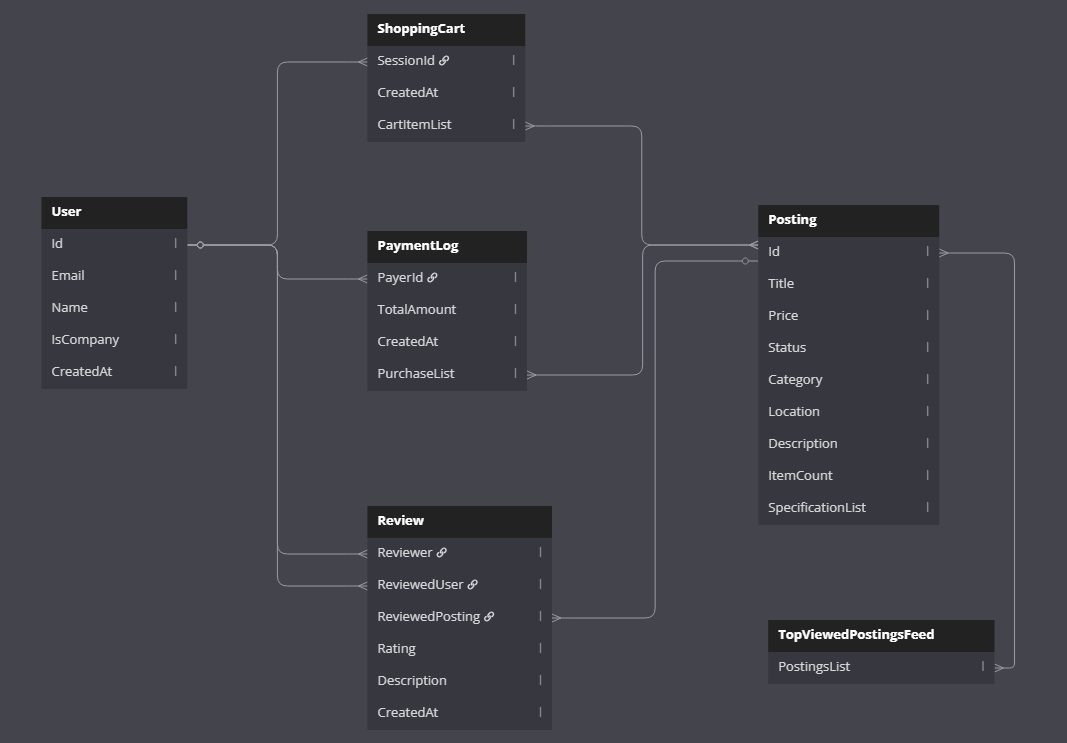 ShoppingCart
SessionId
CreatedAt
CartItemList
User
Id
Email
Name
IsCompany
CreatedAt
PaymentLog
PayerId
TotalAmount
CreatedAt
PurchaseList
Posting
Id
Title
Price
Status
Category
Location
Description
ItemCount
SpecificationList
Review
Reviewer
ReviewedUser
ReviewedPosting
Rating
Description
CreatedAt
TopViewedPostingsFeed
PostingsList